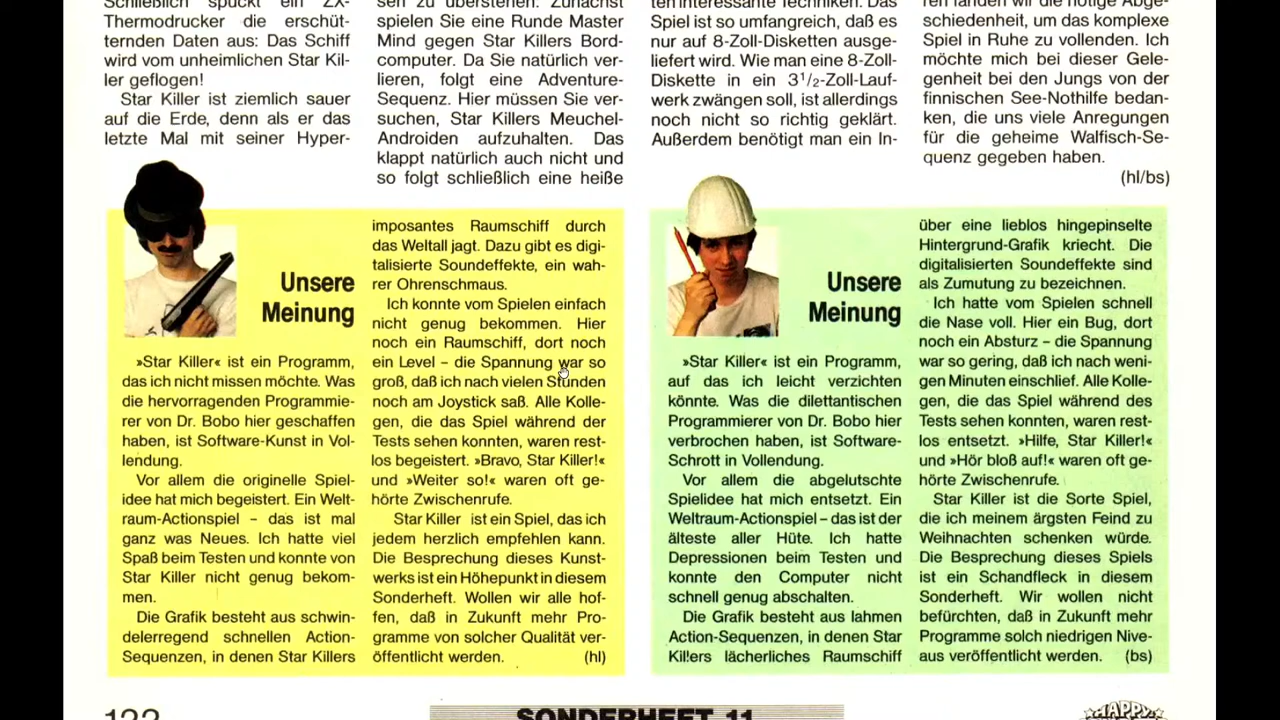 Schließlich spuckt ein ZX-
Thermodrucker die erschüt-
ternden Daten aus: Das Schiff
wird vom unheimlichen Star Kil-
ler geflogen!
Star Killer ist ziemlich sauer
auf die Erde, denn als er das
letzte Mal mit seiner Hyper-
sen zu überstehen. Zunächst
spielen Sie eine Runde Master
Mind gegen Star Killers Bord-
computer. Da Sie natürlich ver-
lieren, folgt eine Adventure-
Sequenz. Hier müssen Sie ver-
suchen, Star Killers Meuchel-
Androiden aufzuhalten. Das
klappt natürlich auch nicht und
so folgt schließlich eine heiße
ten interessante Techniken. Das
Spiel ist so umfangreich, daß es
nur auf 8-Zoll-Disketten ausge-
liefert wird. Wie man eine 8-Zoll-
Diskette in ein 3 1/2-Zoll-Lauf-
werk zwängen soll, ist allerdings
noch nicht so richtig geklärt.
Außerdem benötigt man ein In-
ren fanden wir die nötige Abge-
schiedenheit, um das komplexe
Spiel in Ruhe zu vollenden. Ich
möchte mich bei dieser Gele-
genheit bei den Jungs von der
finnischen See-Nothilfe bedan-
ken, die uns viele Anregungen
für die geheime Walfisch-Se-
quenz gegeben haben.
(hl/bs)
Unsere
Meinung
»Star Killer« ist ein Programm,
das ich nicht missen möchte. Was
die hervorragenden Programmie-
rer von Dr. Bobo hier geschaffen
haben, ist Software-Kunst in Vol-
lendung.
Vor allem die originelle Spiel-
idee hat mich begeistert. Ein Welt-
raum-Actionspiel – das ist mal
ganz was Neues. Ich hatte viel
Spaß beim Testen und konnte von
Star Killer nicht genug bekom-
men.
Die Grafik besteht aus schwin-
delerregend schnellen Action-
Sequenzen, in denen Star Killers
imposantes Raumschiff durch
das Weltall jagt. Dazu gibt es digi-
talisierte Soundeffekte, ein wah-
rer Ohrenschmaus.
Ich konnte vom Spielen einfach
nicht genug bekommen. Hier
noch ein Raumschiff, dort noch
ein Level – die Spannung war so
groß, daß ich nach vielen Stunden
noch am Joystick saß. Alle Kolle-
gen, die das Spiel während der
Tests sehen konnten, waren rest-
los begeistert. »Bravo, Star Killer!«
und »Weiter so!« waren oft ge-
hörte Zwischenrufe.
Star Killer ist ein Spiel, das ich
jedem herzlich empfehlen kann.
Die Besprechung dieses Kunst-
werks ist ein Höhepunkt in diesem
Sonderheft. Wollen wir alle hof-
fen, daß in Zukunft mehr Pro-
gramme von solcher Qualität ver-
öffentlicht werden. (hl)
Unsere
Meinung
»Star Killer« ist ein Programm,
auf das ich leicht verzichten
könnte. Was die dilettantischen
Programmierer von Dr. Bobo hier
verbrochen haben, ist Software-
Schrott in Vollendung.
Vor allem die abgelutschte
Spielidee hat mich entsetzt. Ein
Weltraum-Actionspiel – das ist der
älteste aller Hüte. Ich hatte
Depressionen beim Testen und
konnte den Computer nicht
schnell genug abschalten.
Die Grafik besteht aus lahmen
Action-Sequenzen, in denen Star
Killers lächerliches Raumschiff
über eine lieblos hingepinselte
Hintergrund-Grafik kriecht. Die
digitalisierten Soundeffekte sind
als Zumutung zu bezeichnen.
Ich hatte vom Spielen schnell
die Nase voll. Hier ein Bug, dort
noch ein Absturz – die Spannung
war so gering, daß ich nach weni-
gen Minuten einschlief. Alle Kolle-
gen, die das Spiel während des
Tests sehen konnten, waren rest-
los entsetzt. »Hilfe, Star Killer!«
und »Hör bloß auf!« waren oft ge-
hörte Zwischenrufe.
Star Killer ist die Sorte Spiel,
die ich meinem ärgsten Feind zu
Weihnachten schenken würde.
Die Besprechung dieses Spiels
ist ein Schandfleck in diesem
Sonderheft. Wir wollen nicht
befürchten, daß in Zukunft mehr
Programme solch niedrigen Nive-
aus veröffentlicht werden. (bs)
SONDERHEFT 11
HAPPY